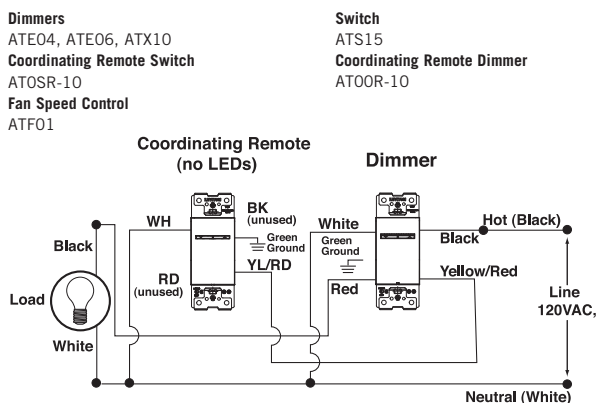 Dimmers
ATE04, ATE06, ATX10
Coordinating Remote Switch
ATOSR-10
Fan Speed Control
ATF01
Switch
ATS15
Coordinating Remote Dimmer
ATOOR-10
Coordinating Remote
(no LEDs)
Dimmer
WH
BK
(unused)
Green
Ground
YL/RD
RD
(unused)
Black
Load
White
White
Green
Ground
Red
Hot (Black)
Black
Yellow/Red
Line
120VAC,
Neutral (White)